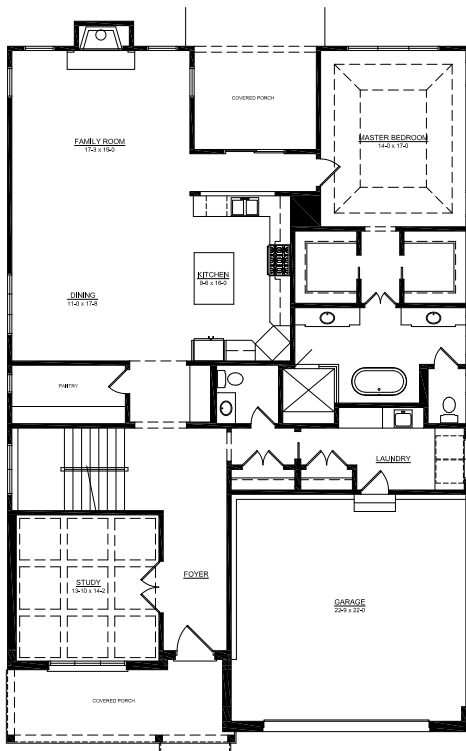 COVERED PORCH
FAMILY ROOM
17-3 x 19-0
MASTER BEDROOM
14-0 x 17-0
KITCHEN
9-6 x 16-0
DINING
11-0 x 17-8
PANTRY
LAUNDRY
FOYER
STUDY
13-10 x 14-2
GARAGE
22-9 x 22-0
COVERED PORCH